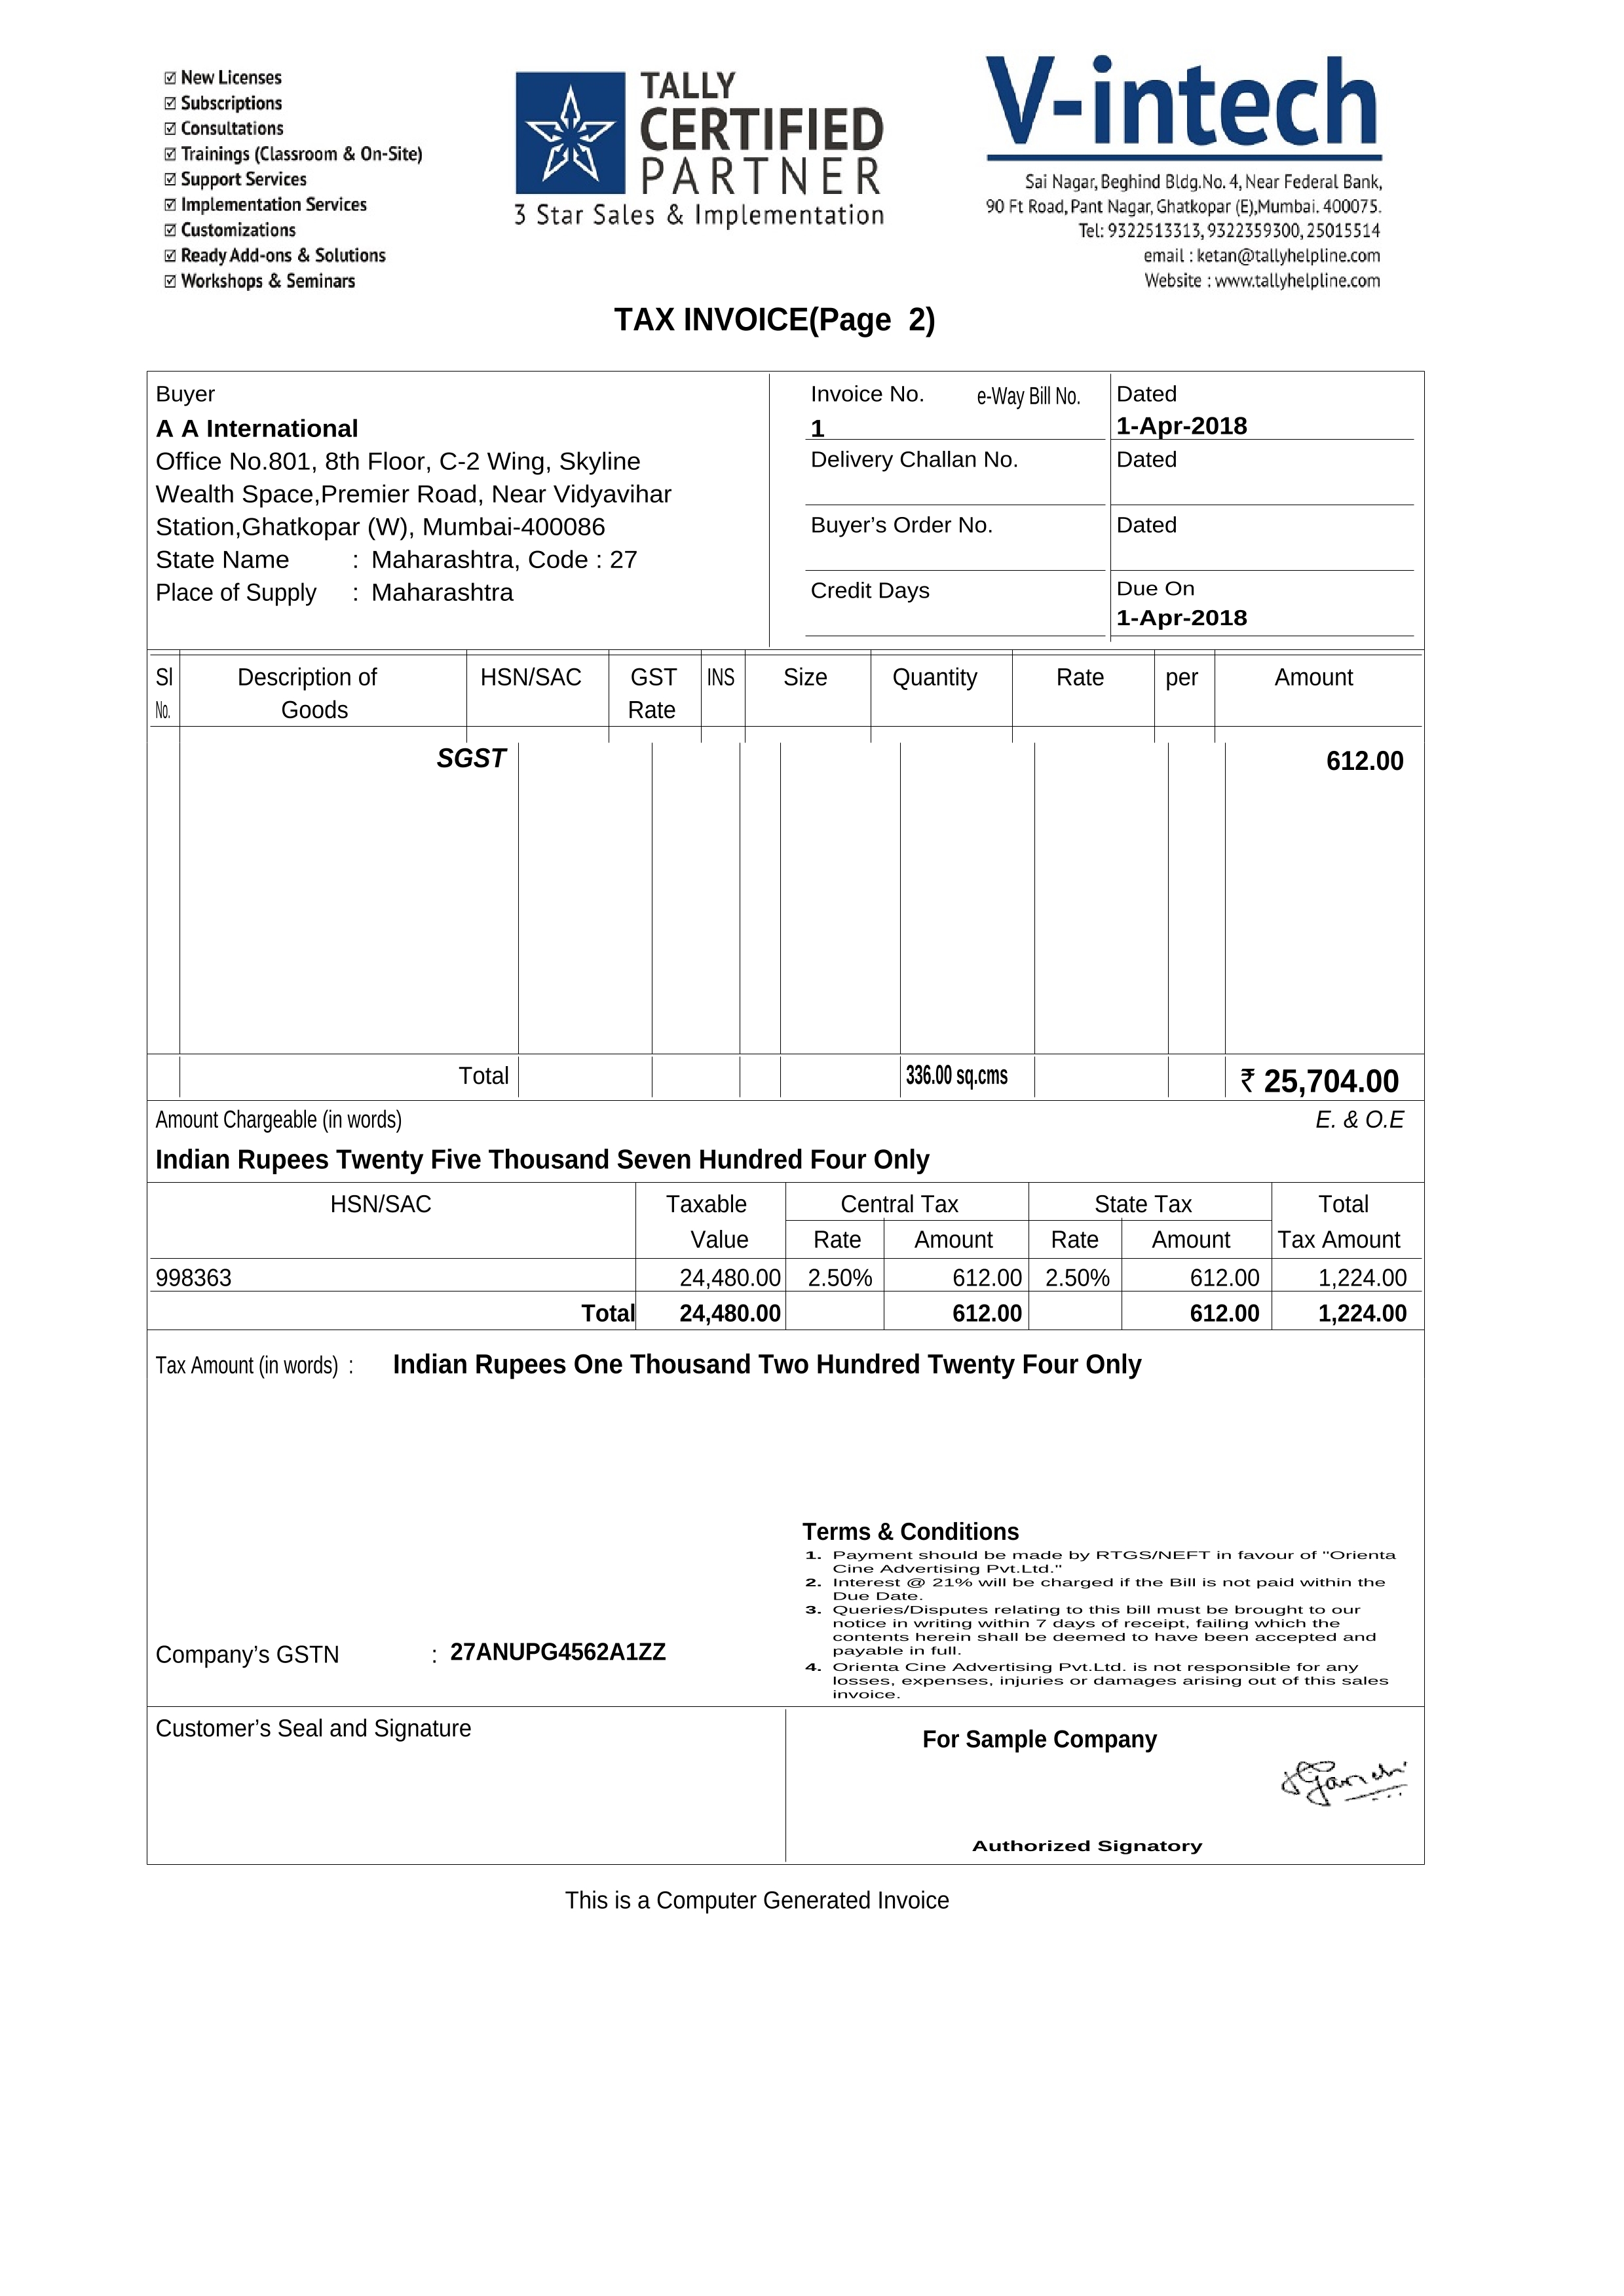 New Licenses
Subscriptions
Consultations
Trainings (Classroom & On-Site)
Support Services
Implementation Services
Customizations
Ready Add-ons & Solutions
Workshops & Seminars
TALLY
CERTIFIED
PARTNER
3 Star Sales & Implementation
V-intech
Sai Nagar, Beghind Bldg.No. 4, Near Federal Bank,
90 Ft Road, Pant Nagar, Ghatkopar (E),Mumbai. 400075.
Tel: 9322513313, 9322359300, 25015514
email : ketan@tallyhelpline.com
Website : www.tallyhelpline.com
TAX INVOICE(Page 2)
Buyer
A A International
Office No.801, 8th Floor, C-2 Wing, Skyline
Wealth Space,Premier Road, Near Vidyavihar
Station,Ghatkopar (W), Mumbai-400086
State Name : Maharashtra, Code : 27
Place of Supply : Maharashtra
Invoice No. e-Way Bill No. Dated
1 1-Apr-2018
Delivery Challan No. Dated
Buyer’s Order No. Dated
Credit Days Due On
1-Apr-2018
Sl Description of HSN/SAC GST INS Size Quantity Rate per Amount
No. Goods Rate
SGST 612.00
Total 336.00 sq.cms ₹ 25,704.00
Amount Chargeable (in words) E. & O.E
Indian Rupees Twenty Five Thousand Seven Hundred Four Only
HSN/SAC Taxable Central Tax State Tax Total
Value Rate Amount Rate Amount Tax Amount
998363 24,480.00 2.50% 612.00 2.50% 612.00 1,224.00
Total 24,480.00 612.00 612.00 1,224.00
Tax Amount (in words) : Indian Rupees One Thousand Two Hundred Twenty Four Only
Terms & Conditions
1. Payment should be made by RTGS/NEFT in favour of "Orienta
Cine Advertising Pvt.Ltd."
2. Interest @ 21% will be charged if the Bill is not paid within the
Due Date.
3. Queries/Disputes relating to this bill must be brought to our
notice in writing within 7 days of receipt, failing which the
contents herein shall be deemed to have been accepted and
payable in full.
4. Orienta Cine Advertising Pvt.Ltd. is not responsible for any
losses, expenses, injuries or damages arising out of this sales
invoice.
Company’s GSTN : 27ANUPG4562A1ZZ
Customer’s Seal and Signature
For Sample Company
Authorized Signatory
This is a Computer Generated Invoice